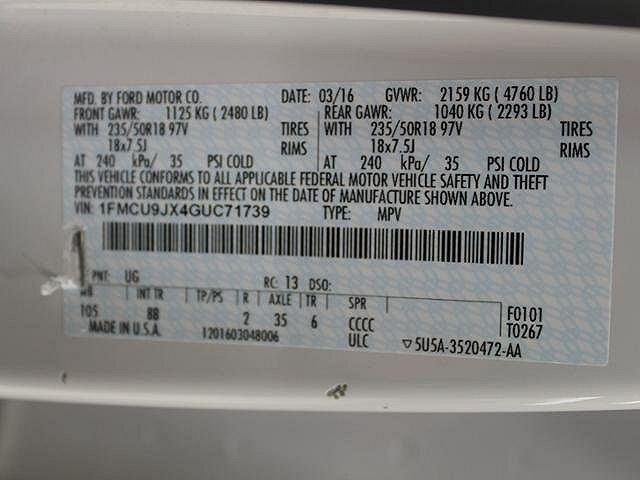 MFD. BY FORD MOTOR CO. DATE: 03/16 GVWR: 2159 KG ( 4760 LB)
FRONT GAWR: 1125 KG ( 2480 LB) REAR GAWR: 1040 KG ( 2293 LB)
WITH 235/50R18 97V TIRES WITH 235/50R18 97V TIRES
18x7.5J RIMS 18x7.5J RIMS
AT 240 kPa/ 35 PSI COLD AT 240 kPa/ 35 PSI COLD
THIS VEHICLE CONFORMS TO ALL APPLICABLE FEDERAL MOTOR VEHICLE SAFETY AND THEFT
PREVENTION STANDARDS IN EFFECT ON THE DATE OF MANUFACTURE SHOWN ABOVE.
VIN: 1FMCU9JX4GUC71739 TYPE: MPV
PNT: UG RC: 13 DSO:
INT TR TP/PS R AXLE TR SPR F0101
105 88 2 35 6 CCCC T0267
MADE IN U.S.A. 1201603048006 ULC ▽5U5A-3520472-AA